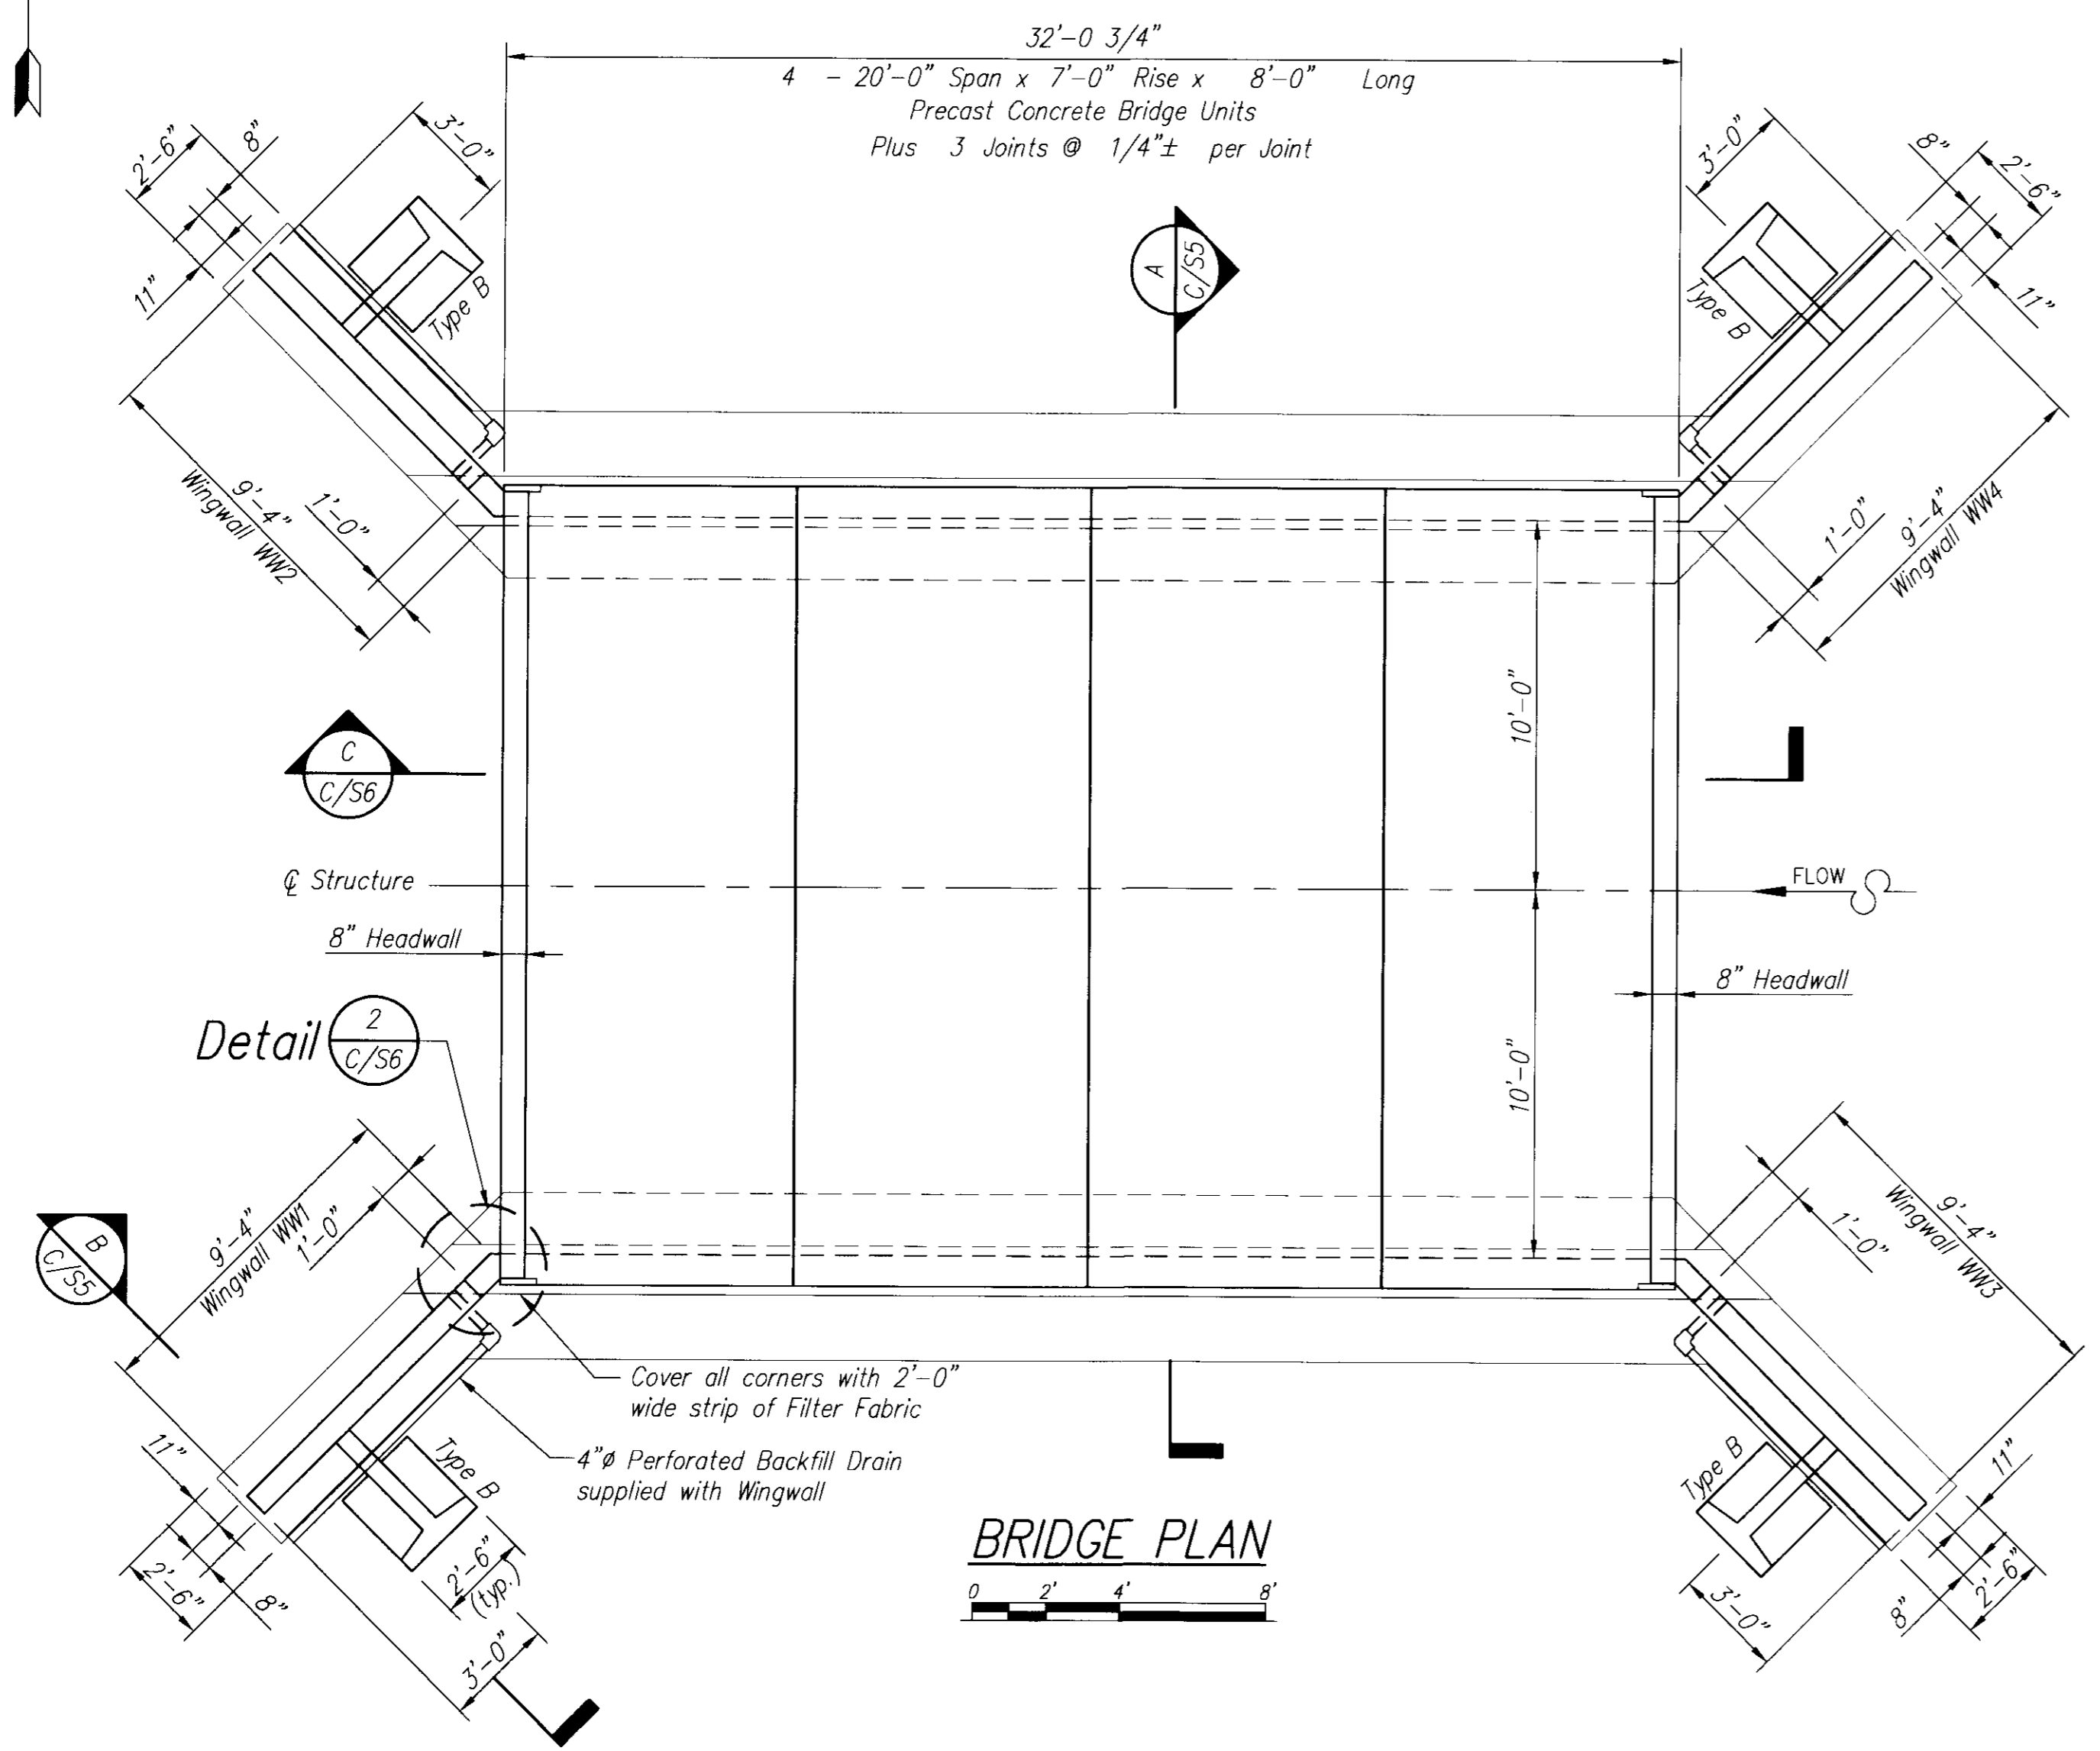 32'-0 3/4"
4 - 20'-0" Span x 7'-0" Rise x 8'-0" Long
Precast Concrete Bridge Units
Plus 3 Joints @ 1/4"± per Joint
2'-6"
8"
3'-0"
11"
Type B
A
C/S5
3'-0"
8"
2'-6"
11"
Type B
9'-4"
Wingwall WW2
1'-0"
1'-0"
9'-4"
Wingwall WW4
10'-0"
C
C/S6
℄ Structure
FLOW
8" Headwall
8" Headwall
Detail
2
C/S6
10'-0"
B
C/S5
9'-4"
Wingwall WW1
1'-0"
9'-4"
Wingwall WW3
1'-0"
Cover all corners with 2'-0"
wide strip of Filter Fabric
4"ø Perforated Backfill Drain
supplied with Wingwall
11"
Type B
2'-6"
8"
2'-6"
(typ.)
3'-0"
Type B
11"
2'-6"
8"
3'-0"
BRIDGE PLAN
0 2' 4' 8'